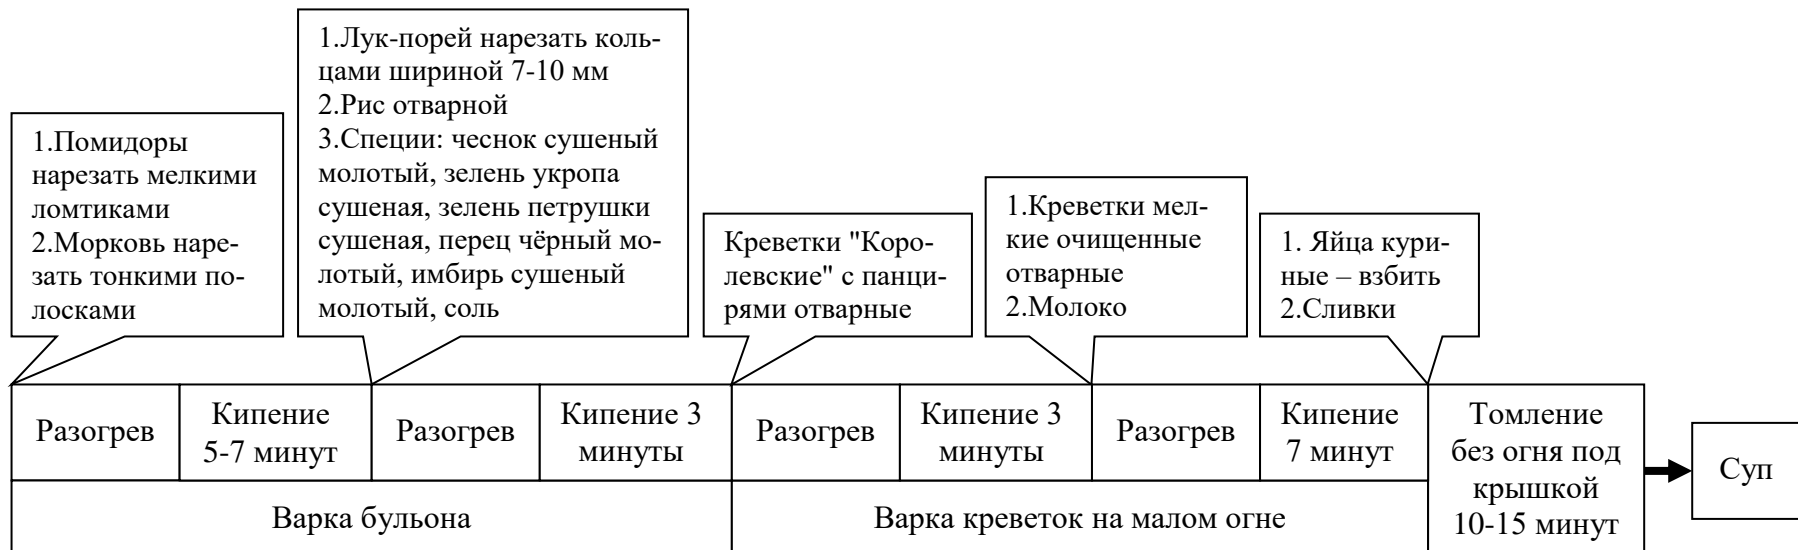 1.Помидоры
нарезать мелкими
ломтиками
2.Морковь наре-
зать тонкими по-
лосками
1.Лук-порей нарезать коль-
цами шириной 7-10 мм
2.Рис отварной
3.Специи: чеснок сушеный
молотый, зелень укропа
сушеная, зелень петрушки
сушеная, перец чёрный мо-
лотый, имбирь сушеный
молотый, соль
Креветки "Коро-
левские" с панци-
рями отварные
1.Креветки мел-
кие очищенные
отварные
2.Молоко
1. Яйца кури-
ные – взбить
2.Сливки
Разогрев
Кипение
5-7 минут
Разогрев
Кипение 3
минуты
Разогрев
Кипение 3
минуты
Разогрев
Кипение
7 минут
Томление
без огня под
крышкой
10-15 минут
Суп
Варка бульона
Варка креветок на малом огне